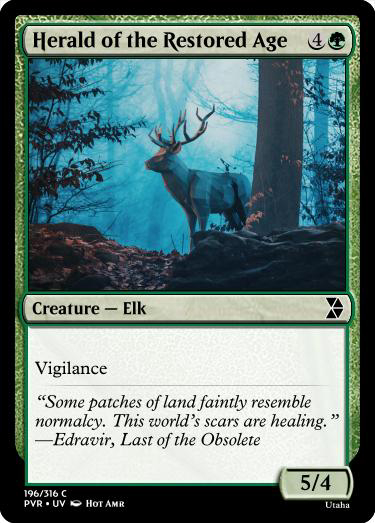 Herald of the Restored Age 4
Creature — Elk
Vigilance
“Some patches of land faintly resemble
normalcy. This world’s scars are healing.”
—Edravir, Last of the Obsolete
5/4
196/316 C
PVR • UV Hot Amr
Utaha